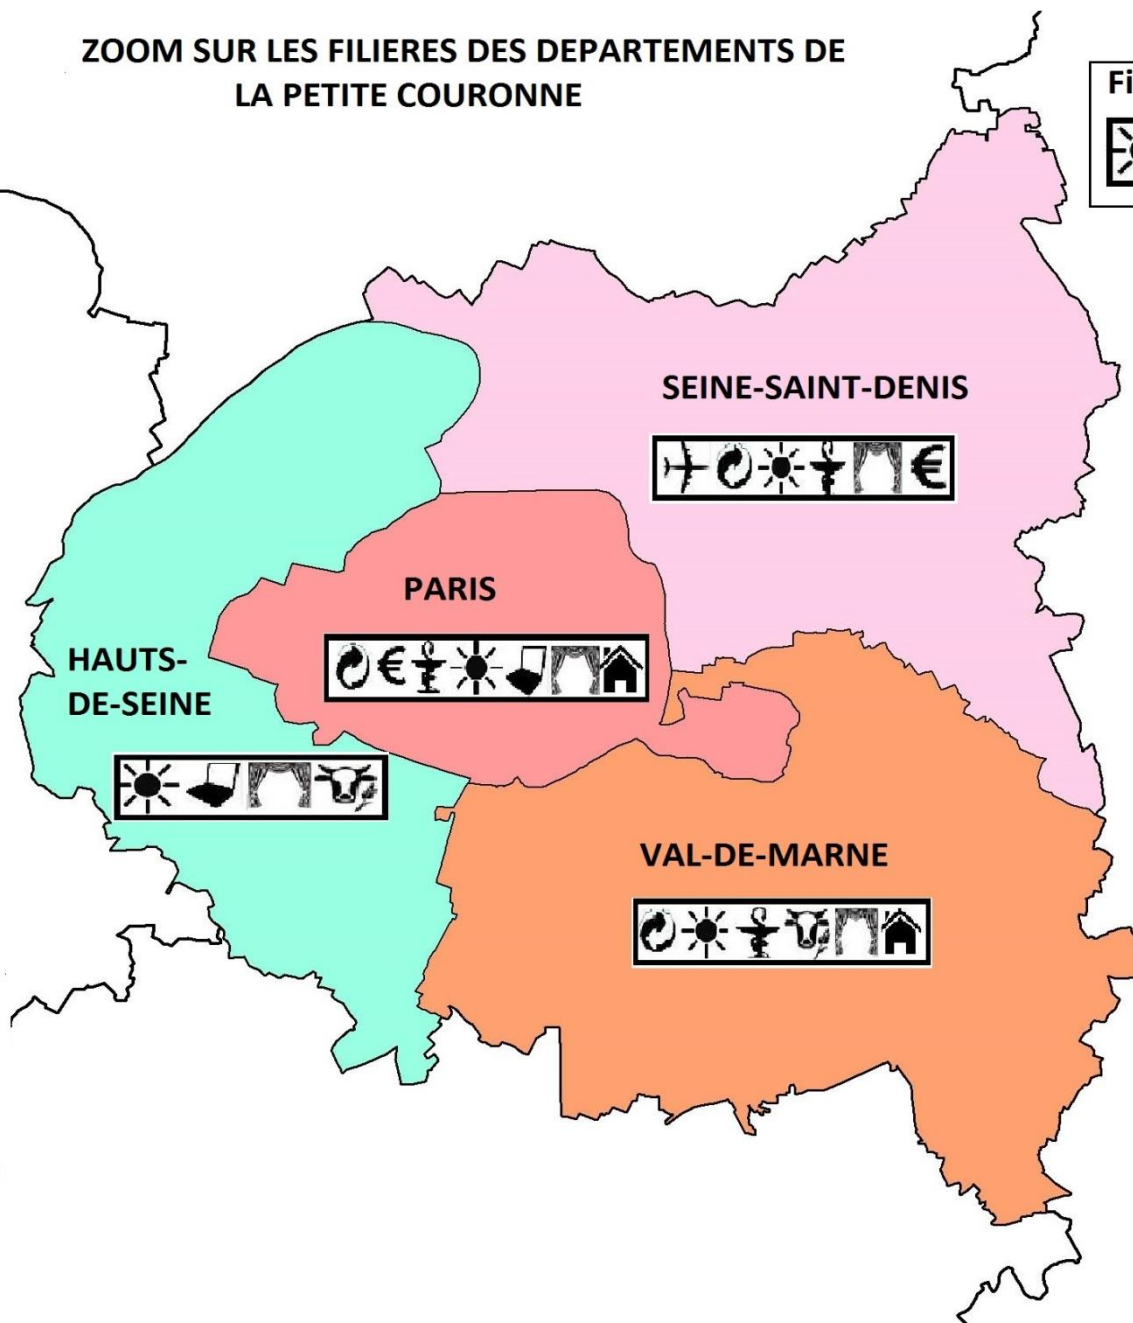 ZOOM SUR LES FILIERES DES DEPARTEMENTS DE
LA PETITE COURONNE
SEINE-SAINT-DENIS
PARIS
HAUTS-
DE-SEINE
VAL-DE-MARNE